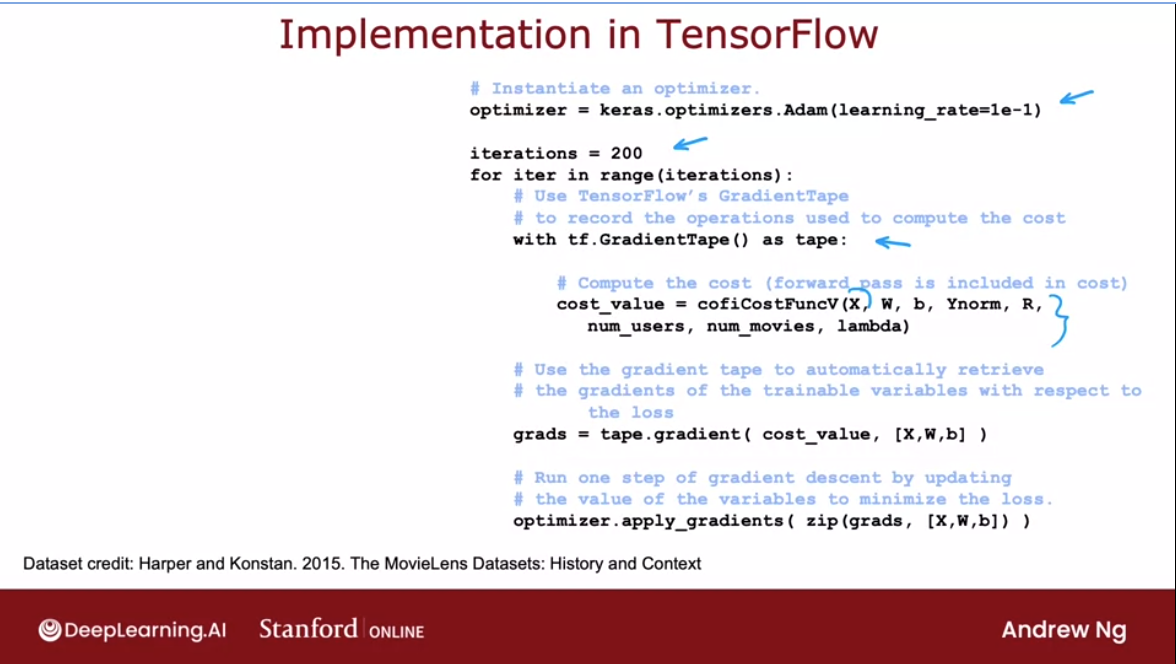 Implementation in TensorFlow
# Instantiate an optimizer.
optimizer = keras.optimizers.Adam(learning_rate=1e-1)
iterations = 200
for iter in range(iterations):
# Use TensorFlow's GradientTape
# to record the operations used to compute the cost
with tf.GradientTape() as tape:
# Compute the cost (forward pass is included in cost)
cost_value = cofiCostFuncV(X, W, b, Ynorm, R,
num_users, num_movies, lambda)
# Use the gradient tape to automatically retrieve
# the gradients of the trainable variables with respect to
the loss
grads = tape.gradient( cost_value, [X,W,b] )
# Run one step of gradient descent by updating
# the value of the variables to minimize the loss.
optimizer.apply_gradients( zip(grads, [X,W,b]) )
Dataset credit: Harper and Konstan. 2015. The MovieLens Datasets: History and Context
DeepLearning.AI Stanford ONLINE Andrew Ng